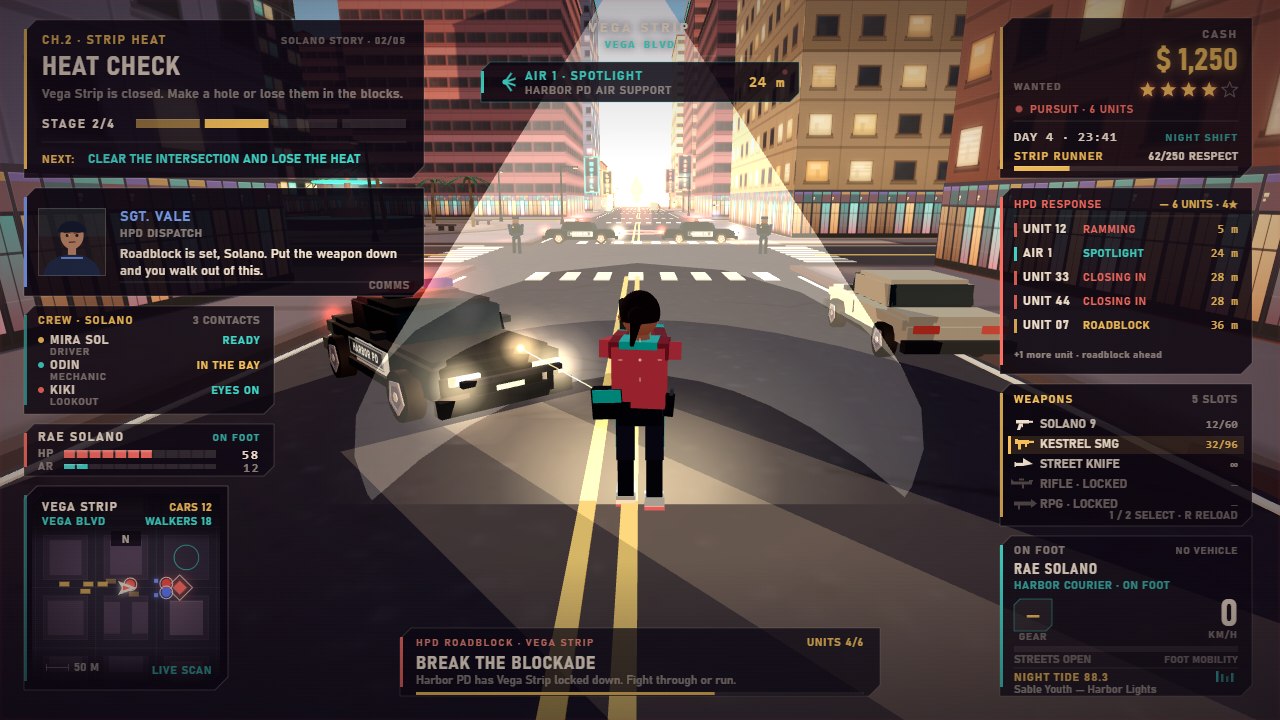 CH.2 · STRIP HEAT
SOLANO STORY · 02/05
HEAT CHECK
Vega Strip is closed. Make a hole or lose them in the blocks.
STAGE 2/4
NEXT: CLEAR THE INTERSECTION AND LOSE THE HEAT
SGT. VALE
HPD DISPATCH
Roadblock is set, Solano. Put the weapon down
and you walk out of this.
COMMS
CREW · SOLANO
3 CONTACTS
MIRA SOL
READY
DRIVER
ODIN
IN THE BAY
MECHANIC
KIKI
EYES ON
LOOKOUT
RAE SOLANO
ON FOOT
HP
58
AR
12
VEGA STRIP
CARS 12
VEGA BLVD
WALKERS 18
N
50 M
LIVE SCAN
VEGA STRIP
VEGA BLVD
AIR 1 · SPOTLIGHT
HARBOR PD AIR SUPPORT
24 m
HARBOR PD
HPD ROADBLOCK · VEGA STRIP
UNITS 4/6
BREAK THE BLOCKADE
Harbor PD has Vega Strip locked down. Fight through or run.
CASH
$ 1,250
WANTED
★★★★☆
PURSUIT · 6 UNITS
DAY 4 · 23:41
NIGHT SHIFT
STRIP RUNNER
62/250 RESPECT
HPD RESPONSE
— 6 UNITS · 4★
UNIT 12 RAMMING 5 m
AIR 1 SPOTLIGHT 24 m
UNIT 33 CLOSING IN 28 m
UNIT 44 CLOSING IN 28 m
UNIT 07 ROADBLOCK 36 m
+1 more unit · roadblock ahead
WEAPONS
5 SLOTS
SOLANO 9 12/60
KESTREL SMG 32/96
STREET KNIFE ∞
RIFLE · LOCKED —
RPG · LOCKED —
1 / 2 SELECT · R RELOAD
ON FOOT
NO VEHICLE
RAE SOLANO
HARBOR COURIER · ON FOOT
–
0
GEAR
KM/H
STREETS OPEN
FOOT MOBILITY
NIGHT TIDE 88.3
Sable Youth — Harbor Lights